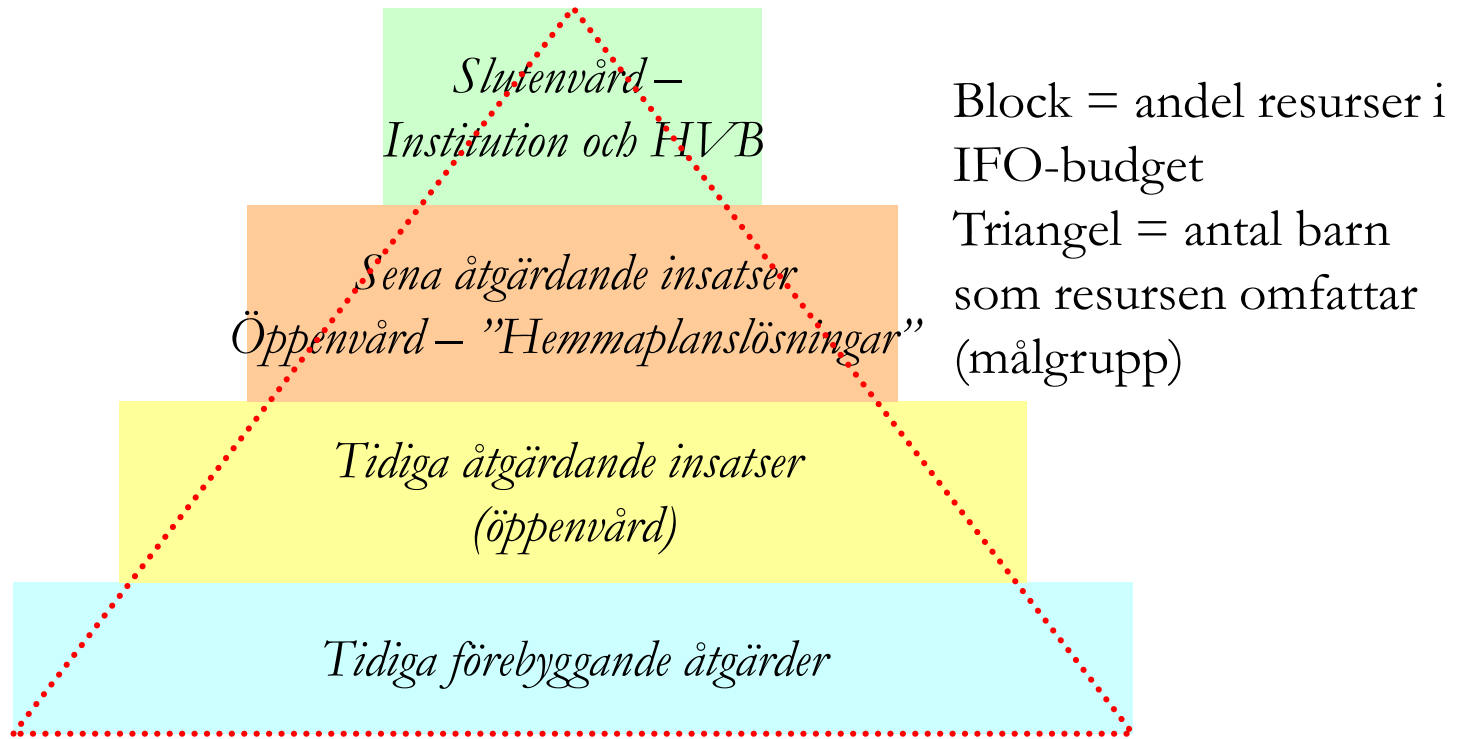 Slutenvård –
Institution och HVB
Sena åtgärdande insatser
Öppenvård – ”Hemmaplanslösningar”
Tidiga åtgärdande insatser
(öppenvård)
Tidiga förebyggande åtgärder
Block = andel resurser i
IFO-budget
Triangel = antal barn
som resursen omfattar
(målgrupp)